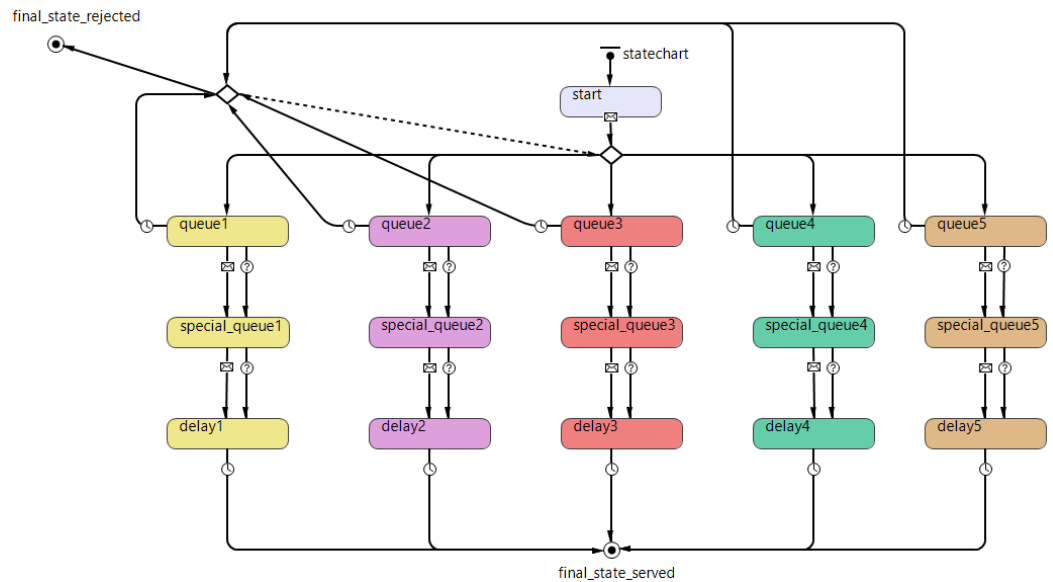 final_state_rejected
statechart
start
queue1
queue2
queue3
queue4
queue5
special_queue1
special_queue2
special_queue3
special_queue4
special_queue5
delay1
delay2
delay3
delay4
delay5
final_state_served